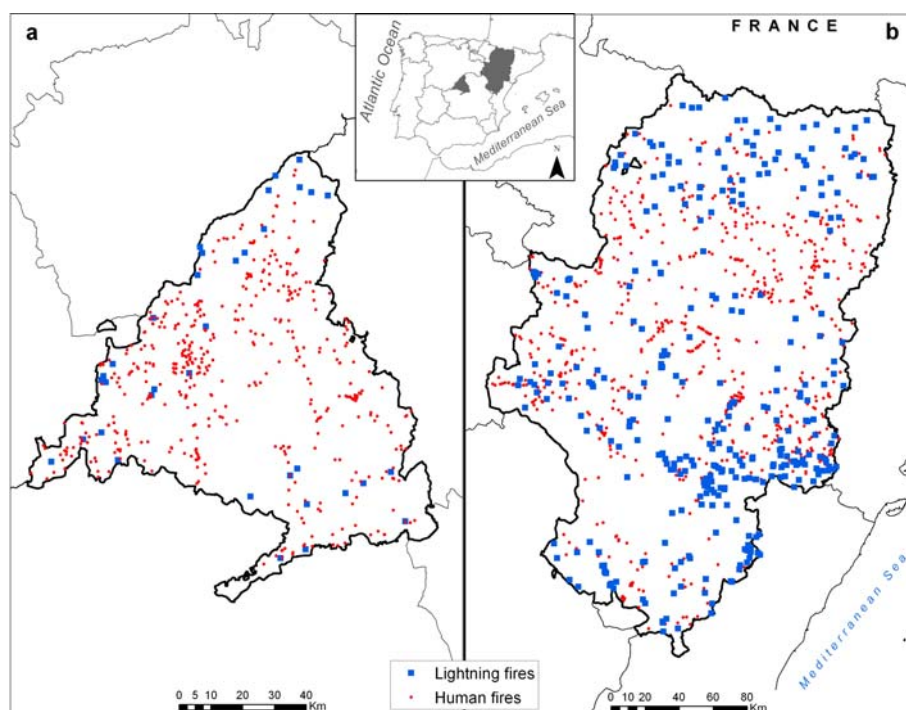 a
FRANCE
b
Atlantic Ocean
Mediterranean Sea
N
Mediterranean Sea
Lightning fires
Human fires
0 5 10 20 30 40
Km
0 10 20 40 60 80
Km